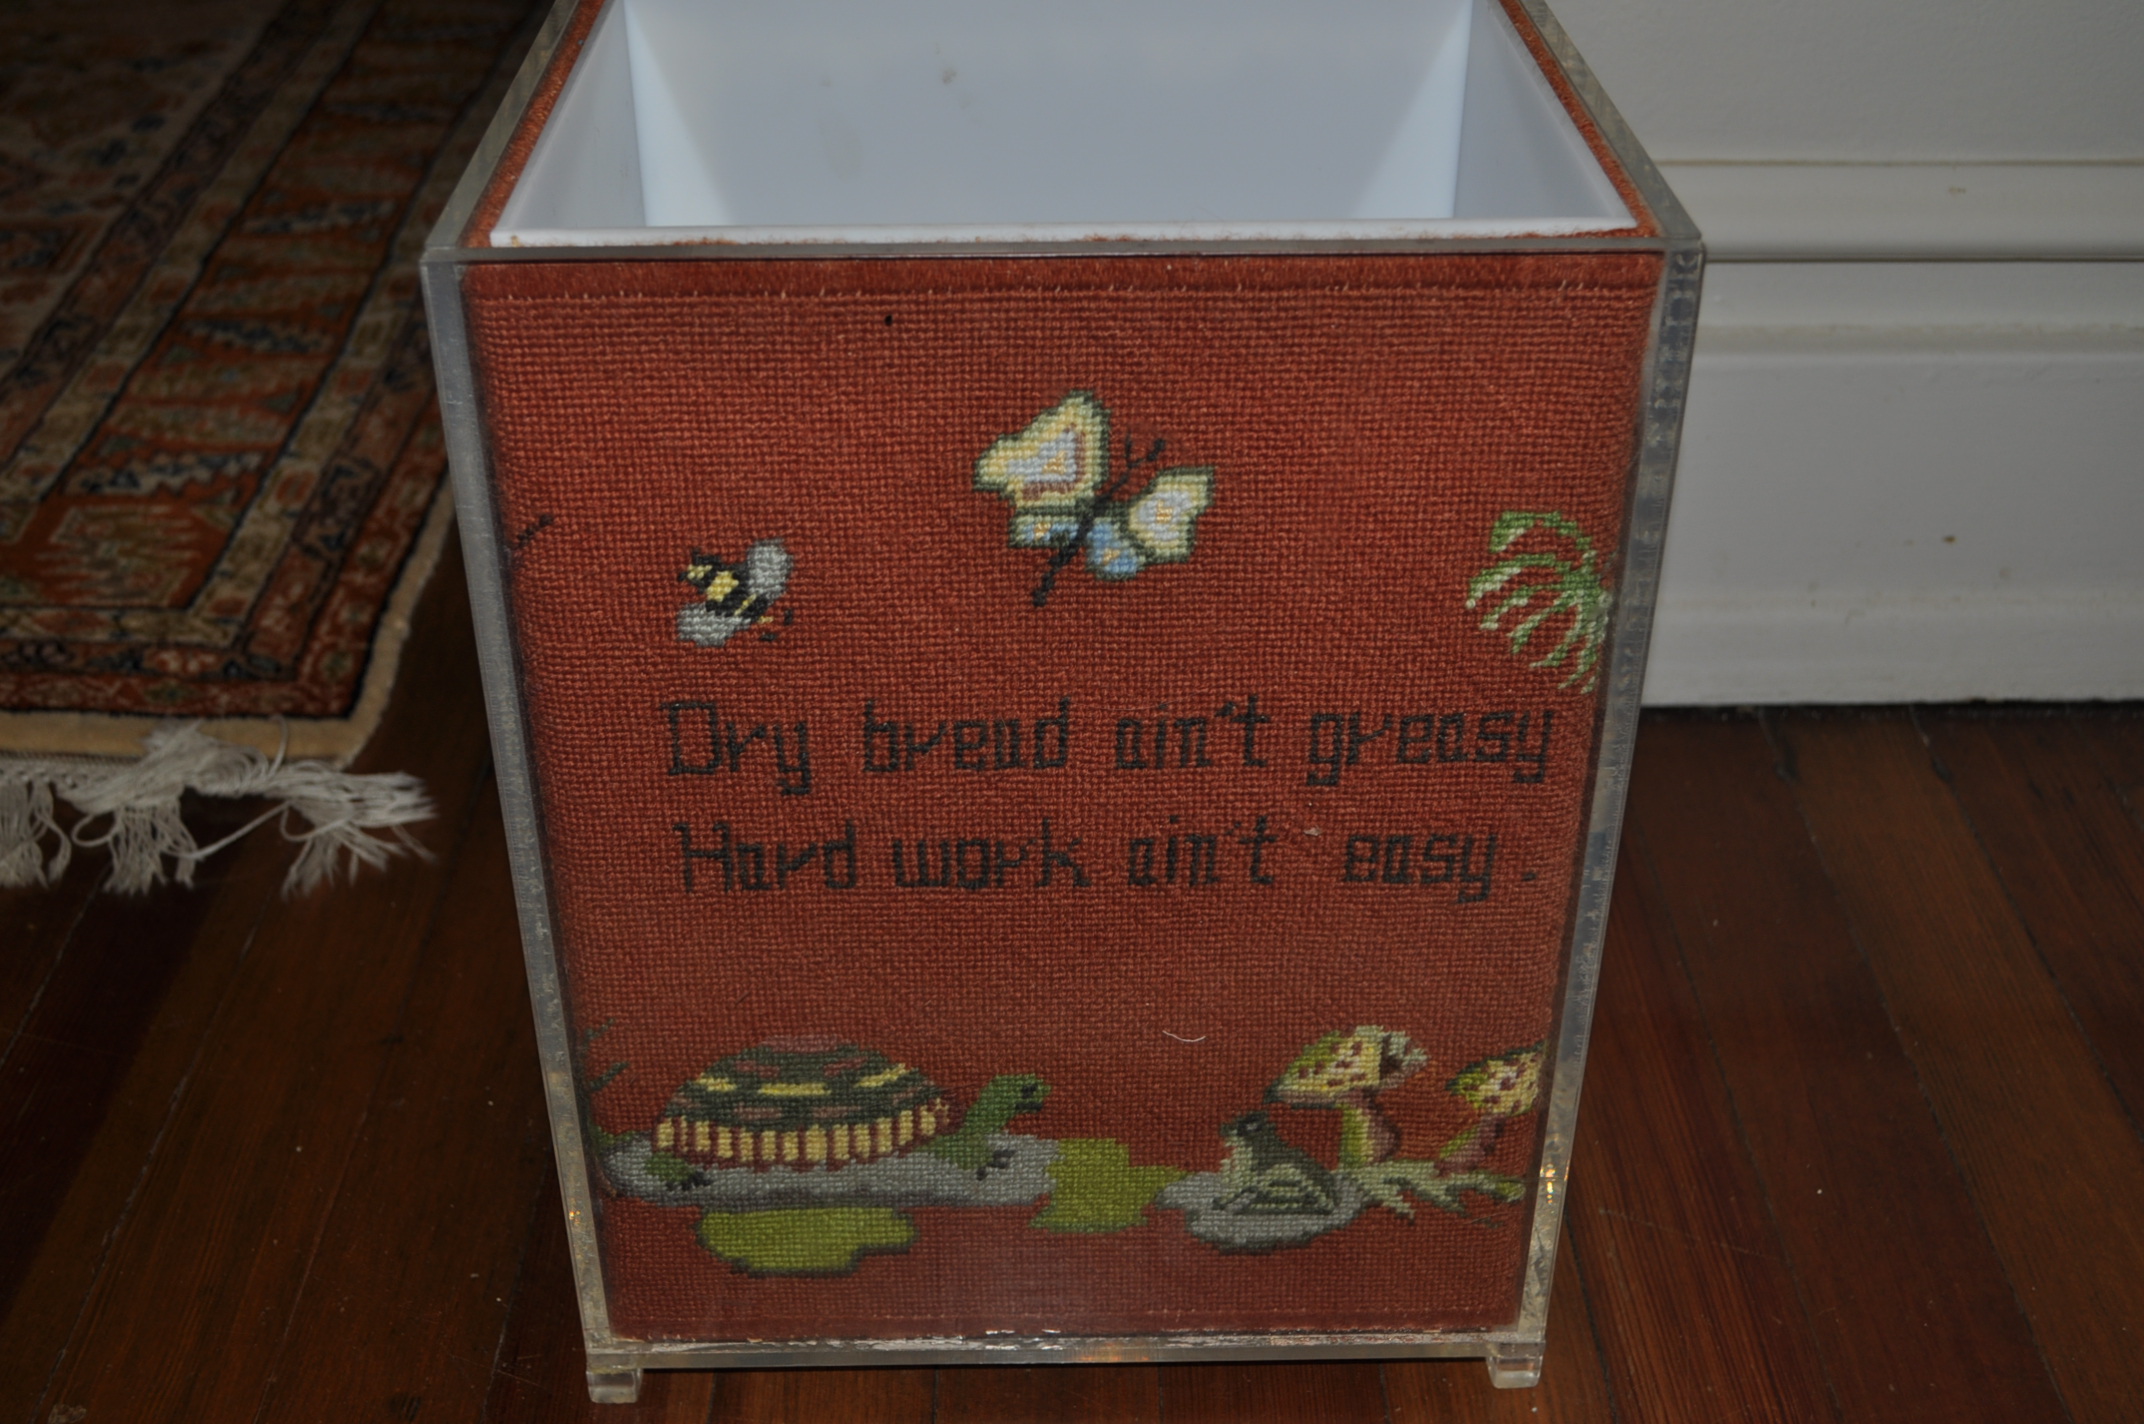 Dry bread ain't greasy
Hard work ain't easy.